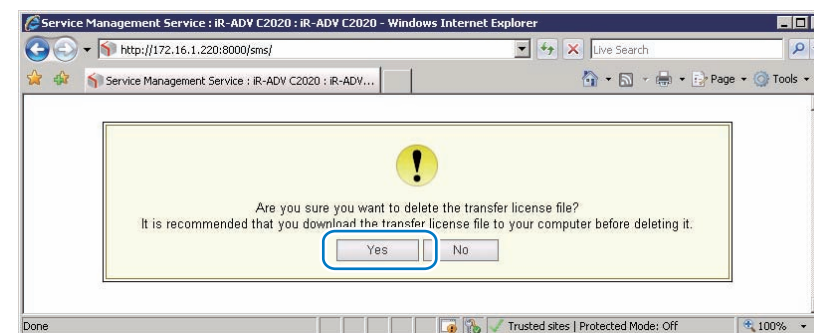 Service Management Service : iR-ADV C2020 : iR-ADV C2020 - Windows Internet Explorer
http://172.16.1.220:8000/sms/
Live Search
Service Management Service : iR-ADV C2020 : iR-ADV...
Page
Tools
Are you sure you want to delete the transfer license file?
It is recommended that you download the transfer license file to your computer before deleting it.
Yes No
Done
Trusted sites | Protected Mode: Off
100%